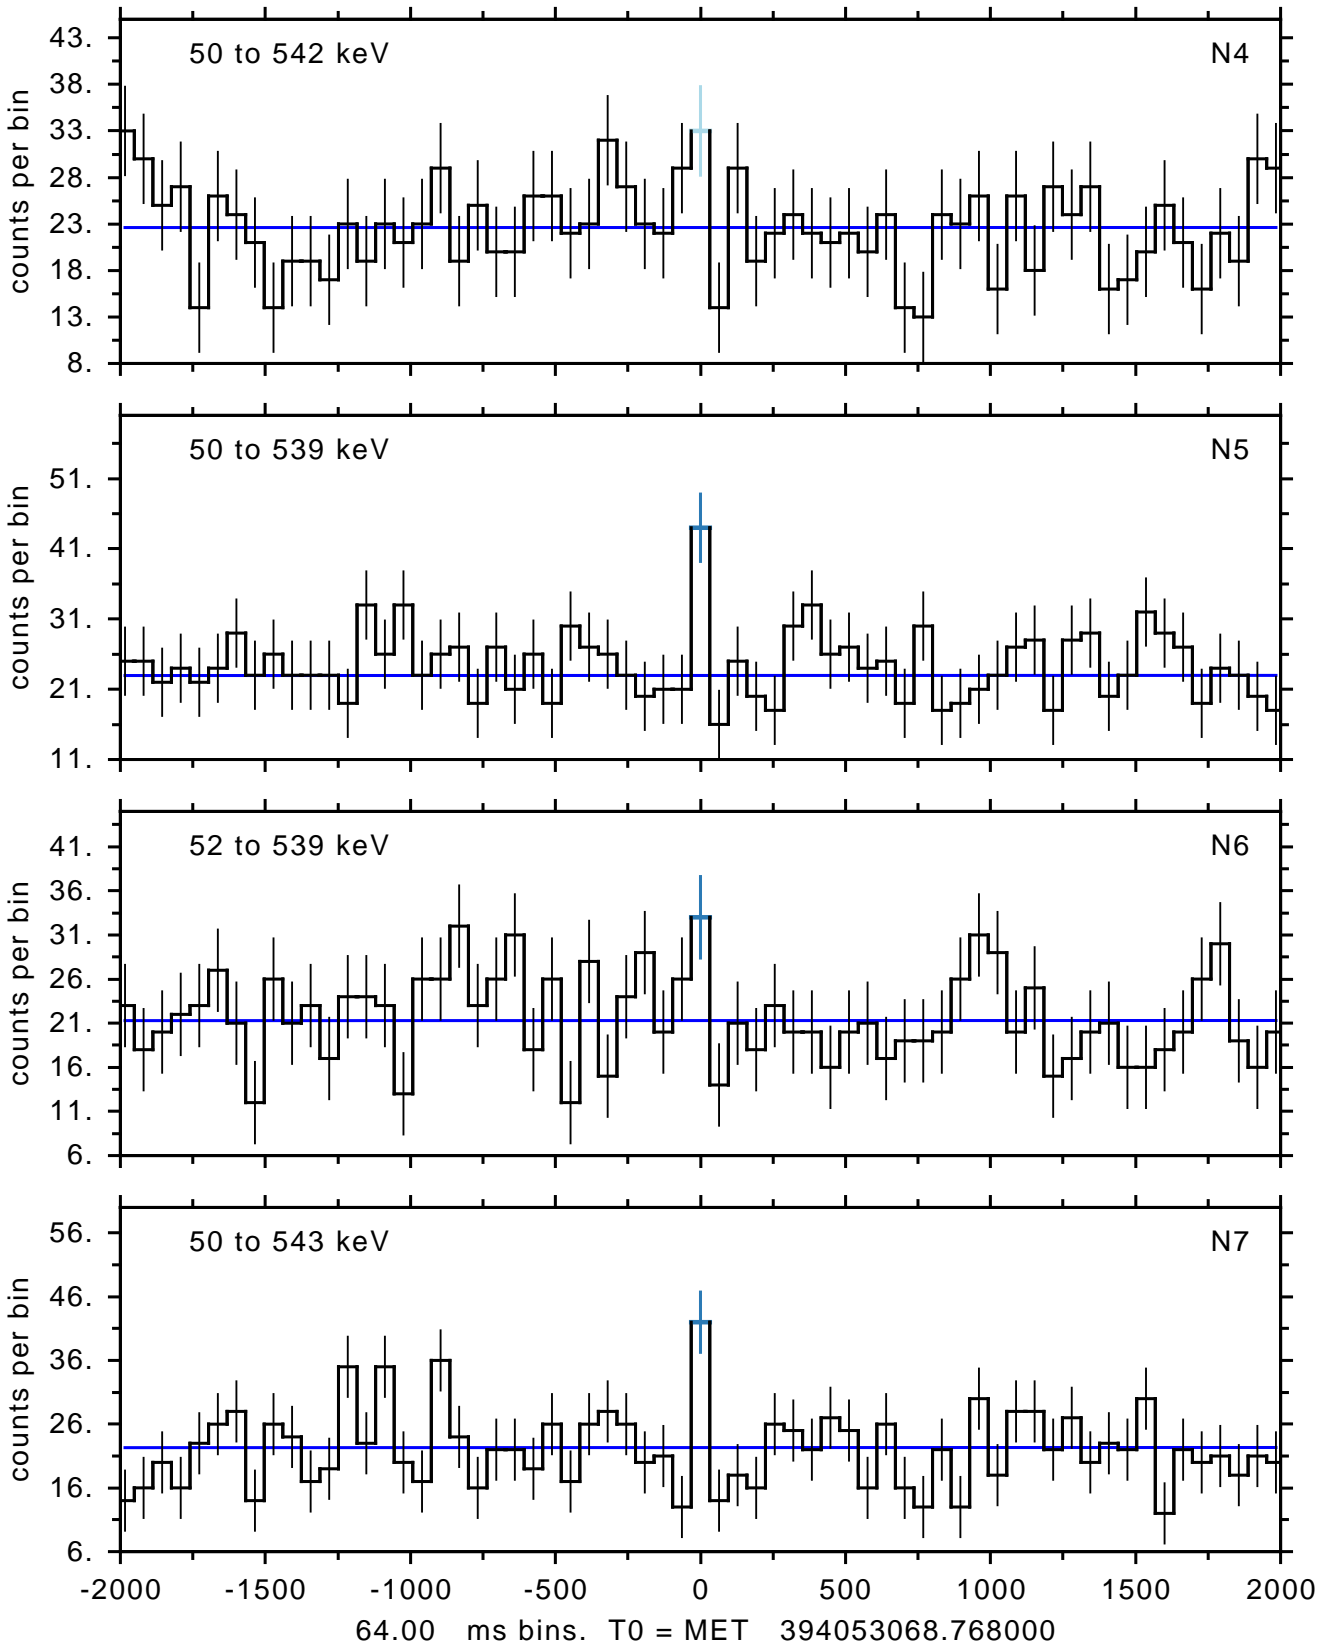 50 to 542 keV N4
counts per bin
43.
38.
33.
28.
23.
18.
13.
8.
50 to 539 keV N5
counts per bin
51.
41.
31.
21.
11.
52 to 539 keV N6
counts per bin
41.
36.
31.
26.
21.
16.
11.
6.
50 to 543 keV N7
counts per bin
56.
46.
36.
26.
16.
6.
-2000 -1500 -1000 -500 0 500 1000 1500 2000
64.00 ms bins. T0 = MET 394053068.768000